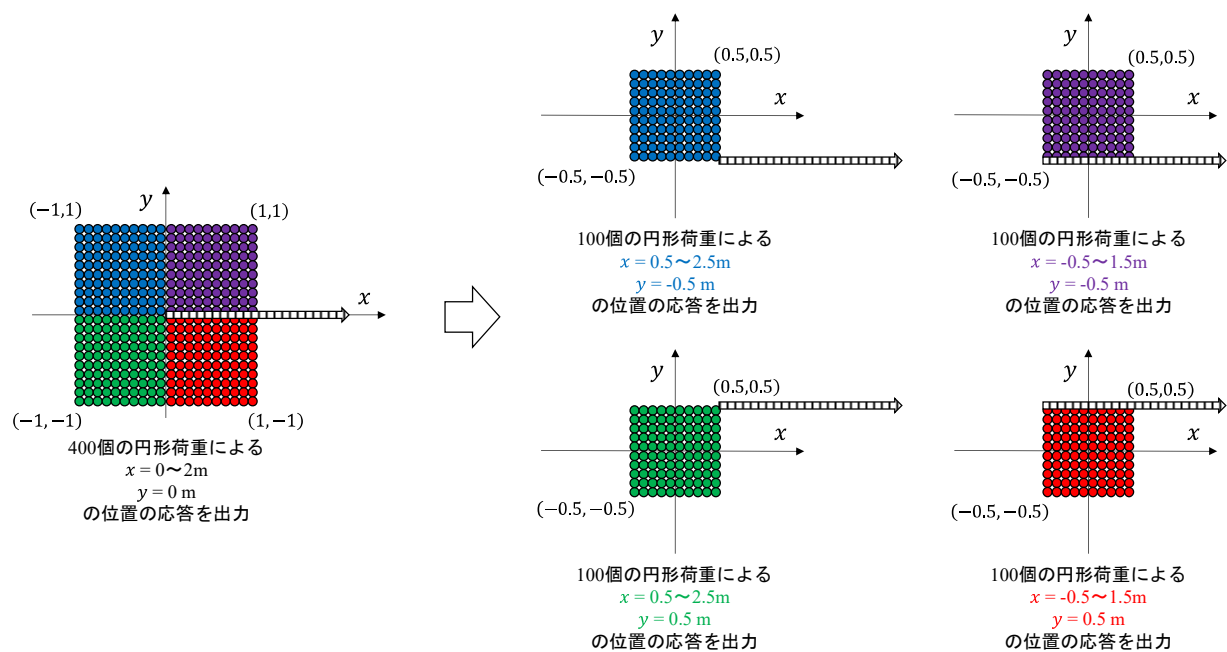 y
(−1,1)
(1,1)
x
(−1,−1)
(1,−1)
400個の円形荷重による
x = 0～2m
y = 0 m
の位置の応答を出力
y
(0.5,0.5)
x
(−0.5,−0.5)
100個の円形荷重による
x = 0.5～2.5m
y = -0.5 m
の位置の応答を出力
y
(0.5,0.5)
x
(−0.5,−0.5)
100個の円形荷重による
x = -0.5～1.5m
y = -0.5 m
の位置の応答を出力
y
(0.5,0.5)
x
(−0.5,−0.5)
100個の円形荷重による
x = 0.5～2.5m
y = 0.5 m
の位置の応答を出力
y
(0.5,0.5)
x
(−0.5,−0.5)
100個の円形荷重による
x = -0.5～1.5m
y = 0.5 m
の位置の応答を出力